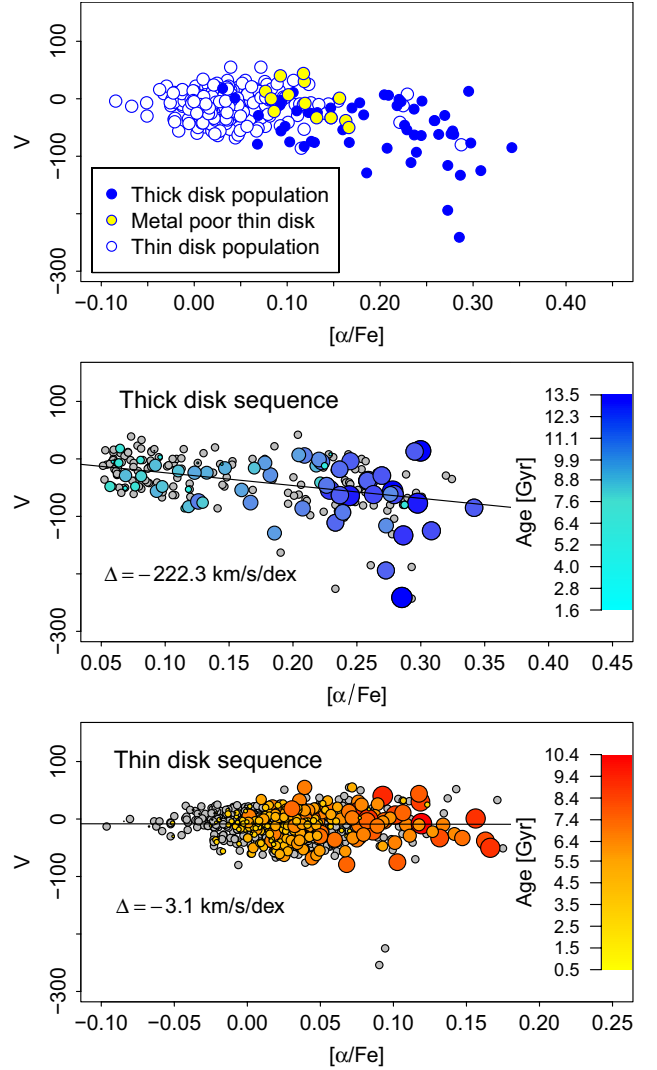 100
0
−100
−300
V
Thick disk population
Metal poor thin disk
Thin disk population
−0.10 0.00 0.10 0.20 0.30 0.40
[α/Fe]
Thick disk sequence
100
0
−100
−300
V
Δ = −222.3 km/s/dex
13.5
12.3
11.1
9.9
8.8
7.6
6.4
5.2
4.0
2.8
1.6
Age [Gyr]
0.05 0.10 0.15 0.20 0.25 0.30 0.35 0.40 0.45
[α/Fe]
Thin disk sequence
100
0
−100
−300
V
Δ = −3.1 km/s/dex
10.4
9.4
8.4
7.4
6.4
5.5
4.5
3.5
2.5
1.5
0.5
Age [Gyr]
−0.10 −0.05 0.00 0.05 0.10 0.15 0.20 0.25
[α/Fe]